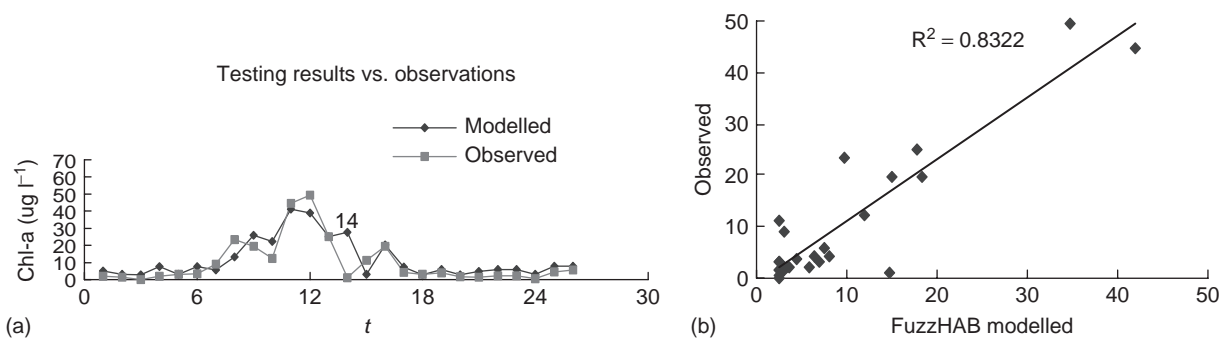 Testing results vs. observations
Modelled
Observed
Chl-a (ug l⁻¹)
70
60
50
40
30
20
10
0
14
0
6
12
18
24
30
t
(a)
R² = 0.8322
Observed
50
40
30
20
10
0
0
10
20
30
40
50
FuzzHAB modelled
(b)